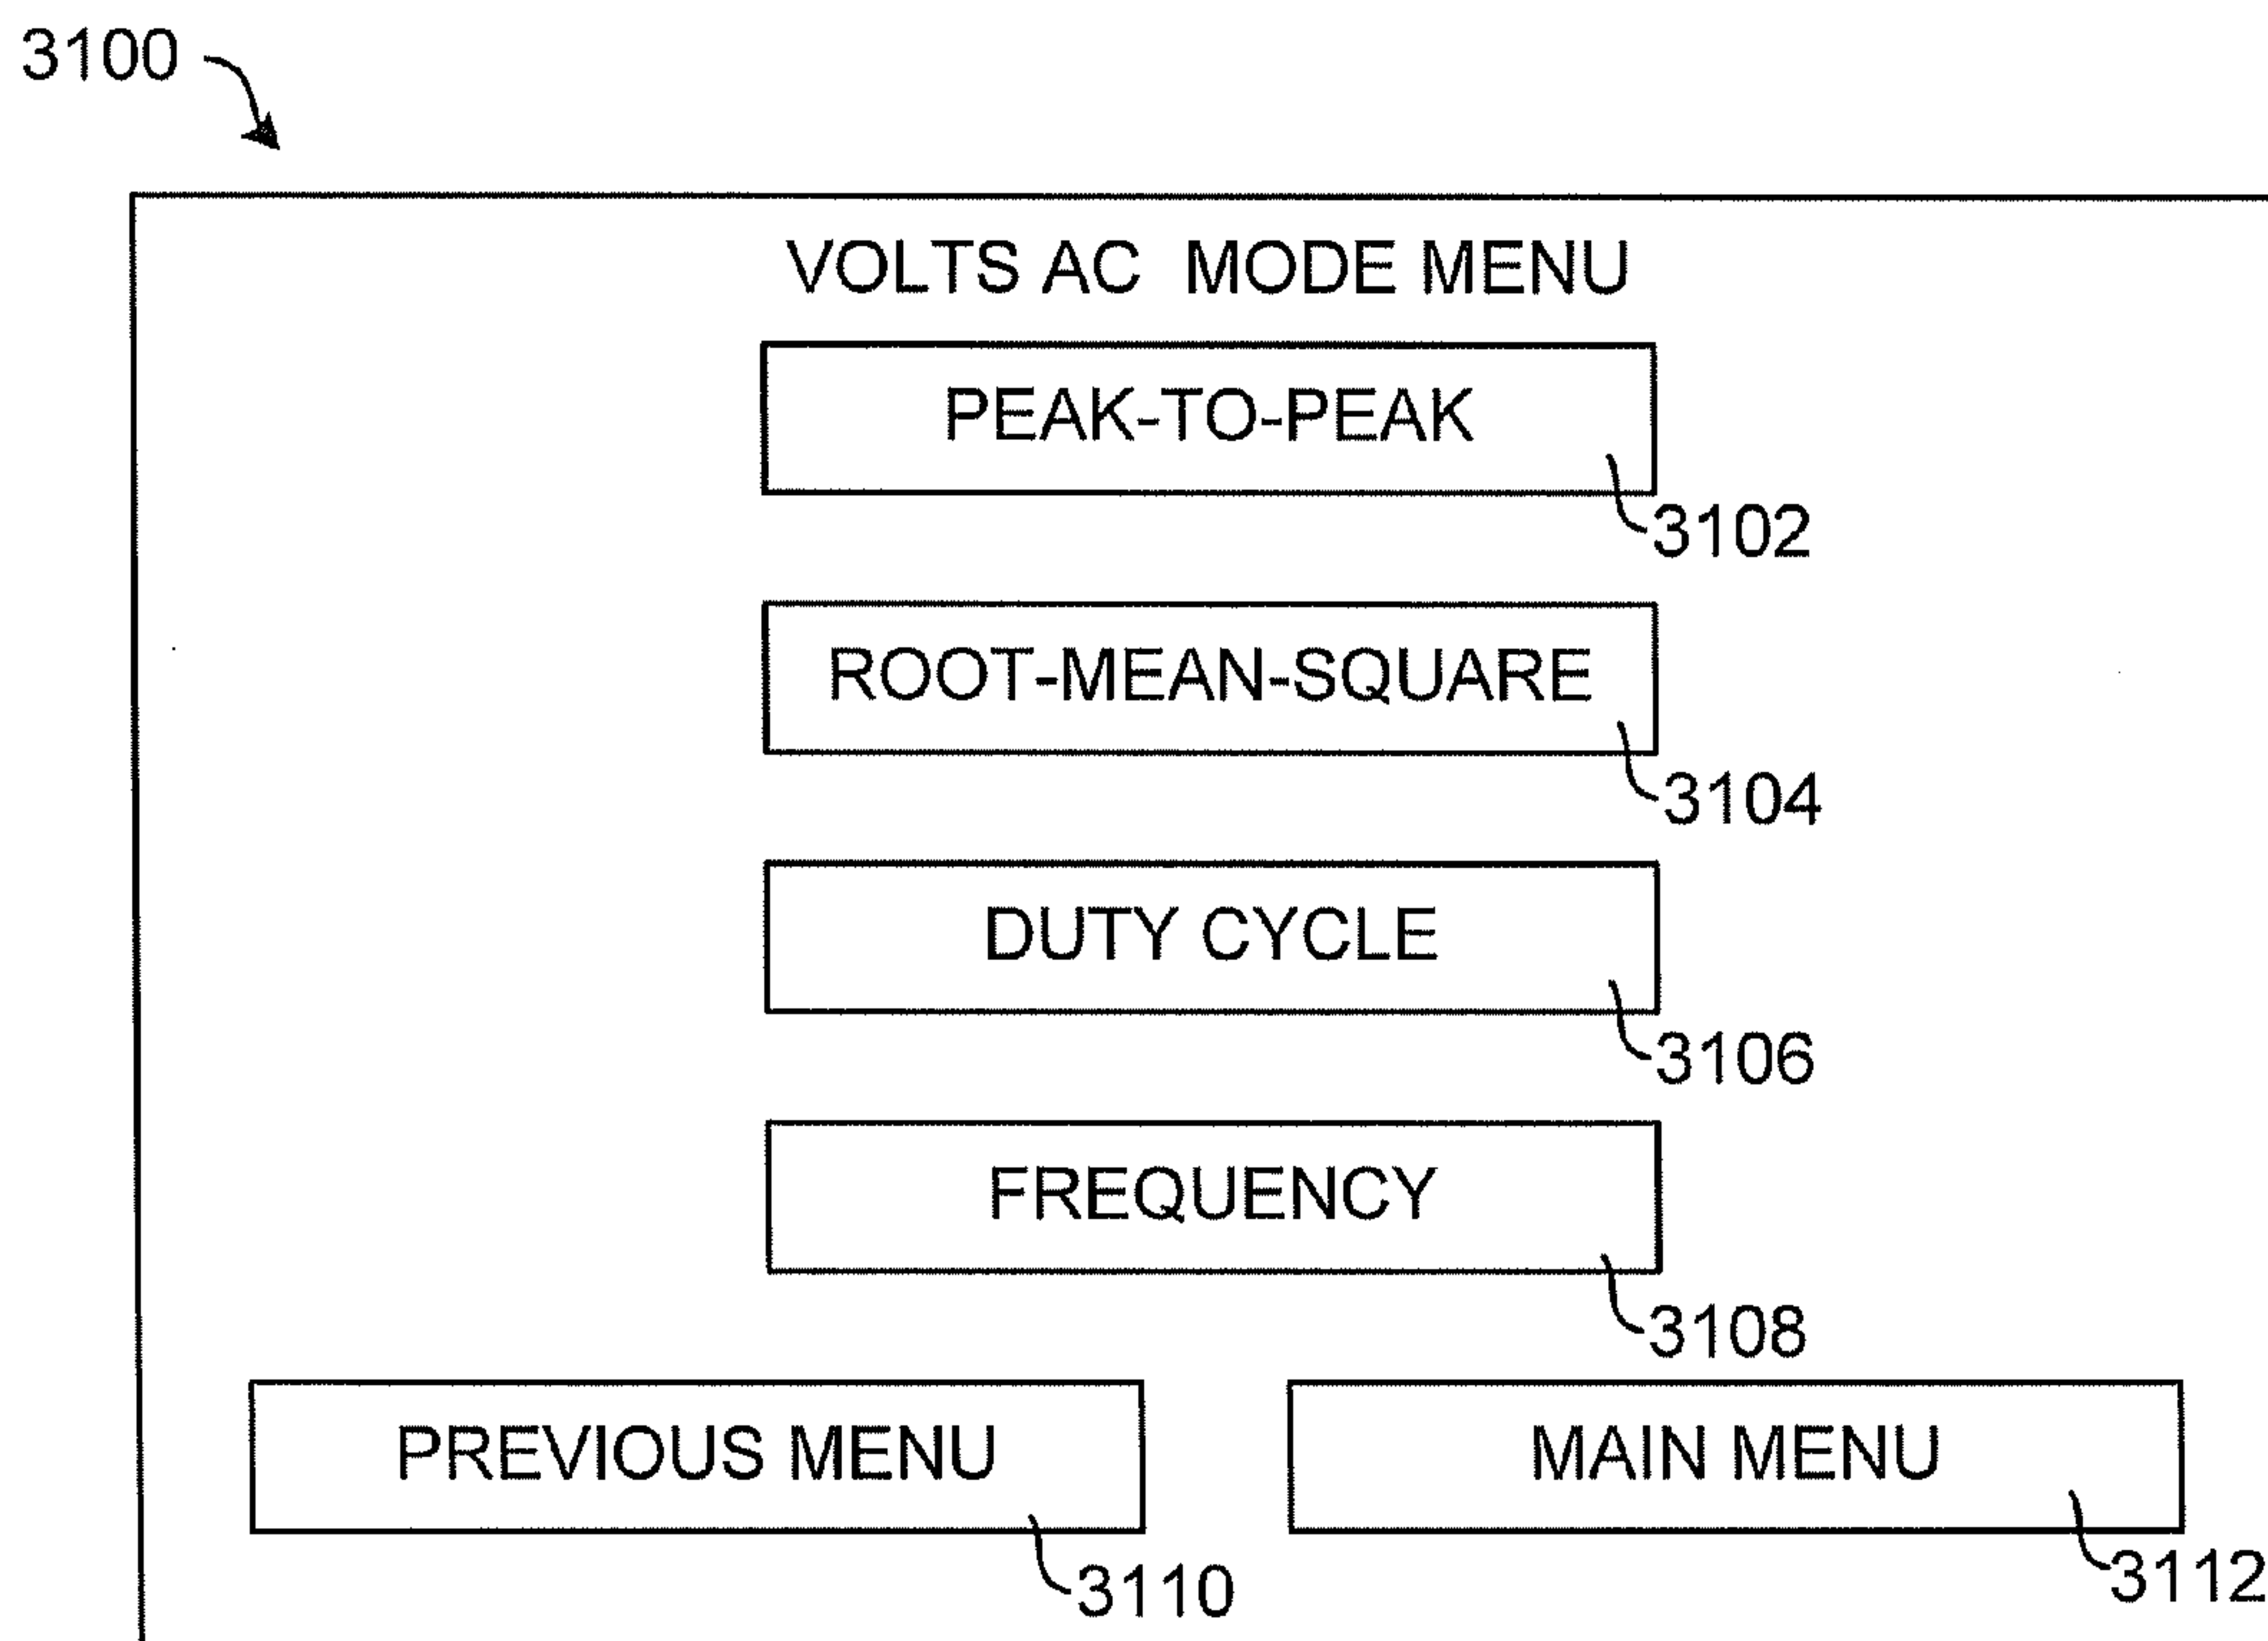 3100
VOLTS AC MODE MENU
PEAK-TO-PEAK
3102
ROOT-MEAN-SQUARE
3104
DUTY CYCLE
3106
FREQUENCY
3108
PREVIOUS MENU
MAIN MENU
3110
3112